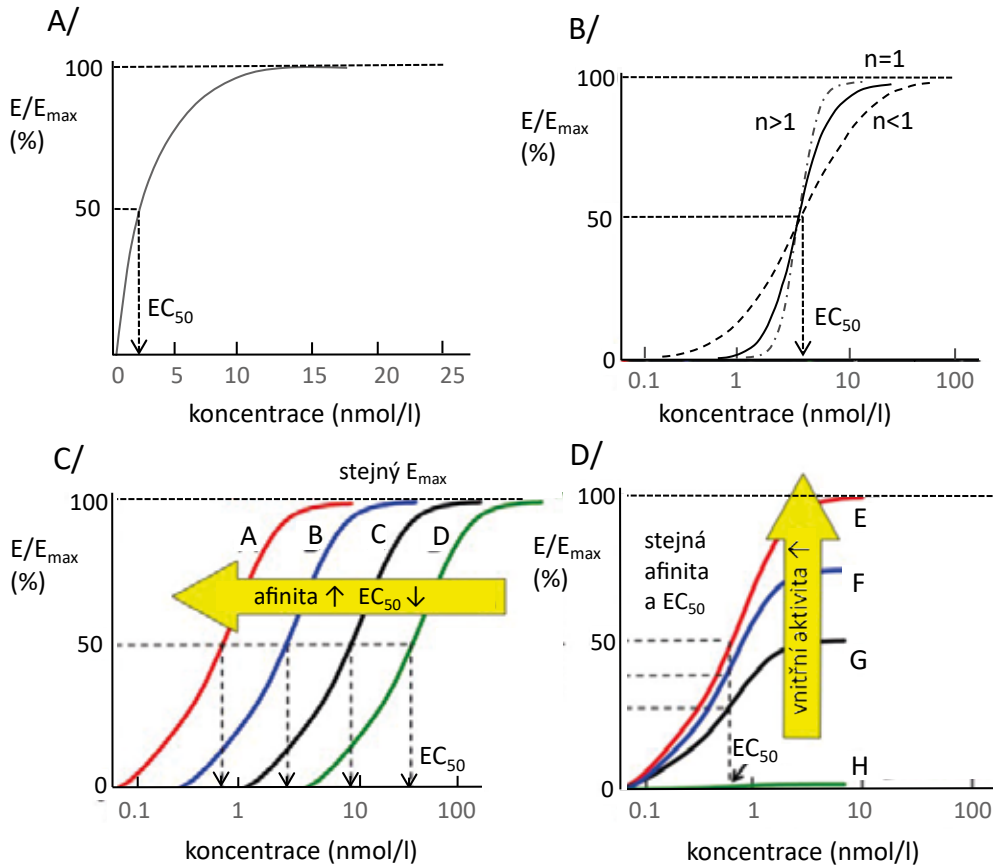 A/
100
E/Emax
(%)
50
EC50
0 5 10 15 20 25
koncentrace (nmol/l)
B/
n=1
100
E/Emax
(%)
n>1
n<1
50
EC50
0
0.1 1 10 100
koncentrace (nmol/l)
C/
stejný Emax
100
A B C D
E/Emax
(%)
afinita ↑ EC50 ↓
50
EC50
0
0.1 1 10 100
koncentrace (nmol/l)
D/
100
E
E/Emax
(%)
stejná
afinita
a EC50
F
vnitřní aktivita ↑
50
G
EC50
H
0
0.1 1 10 100
koncentrace (nmol/l)